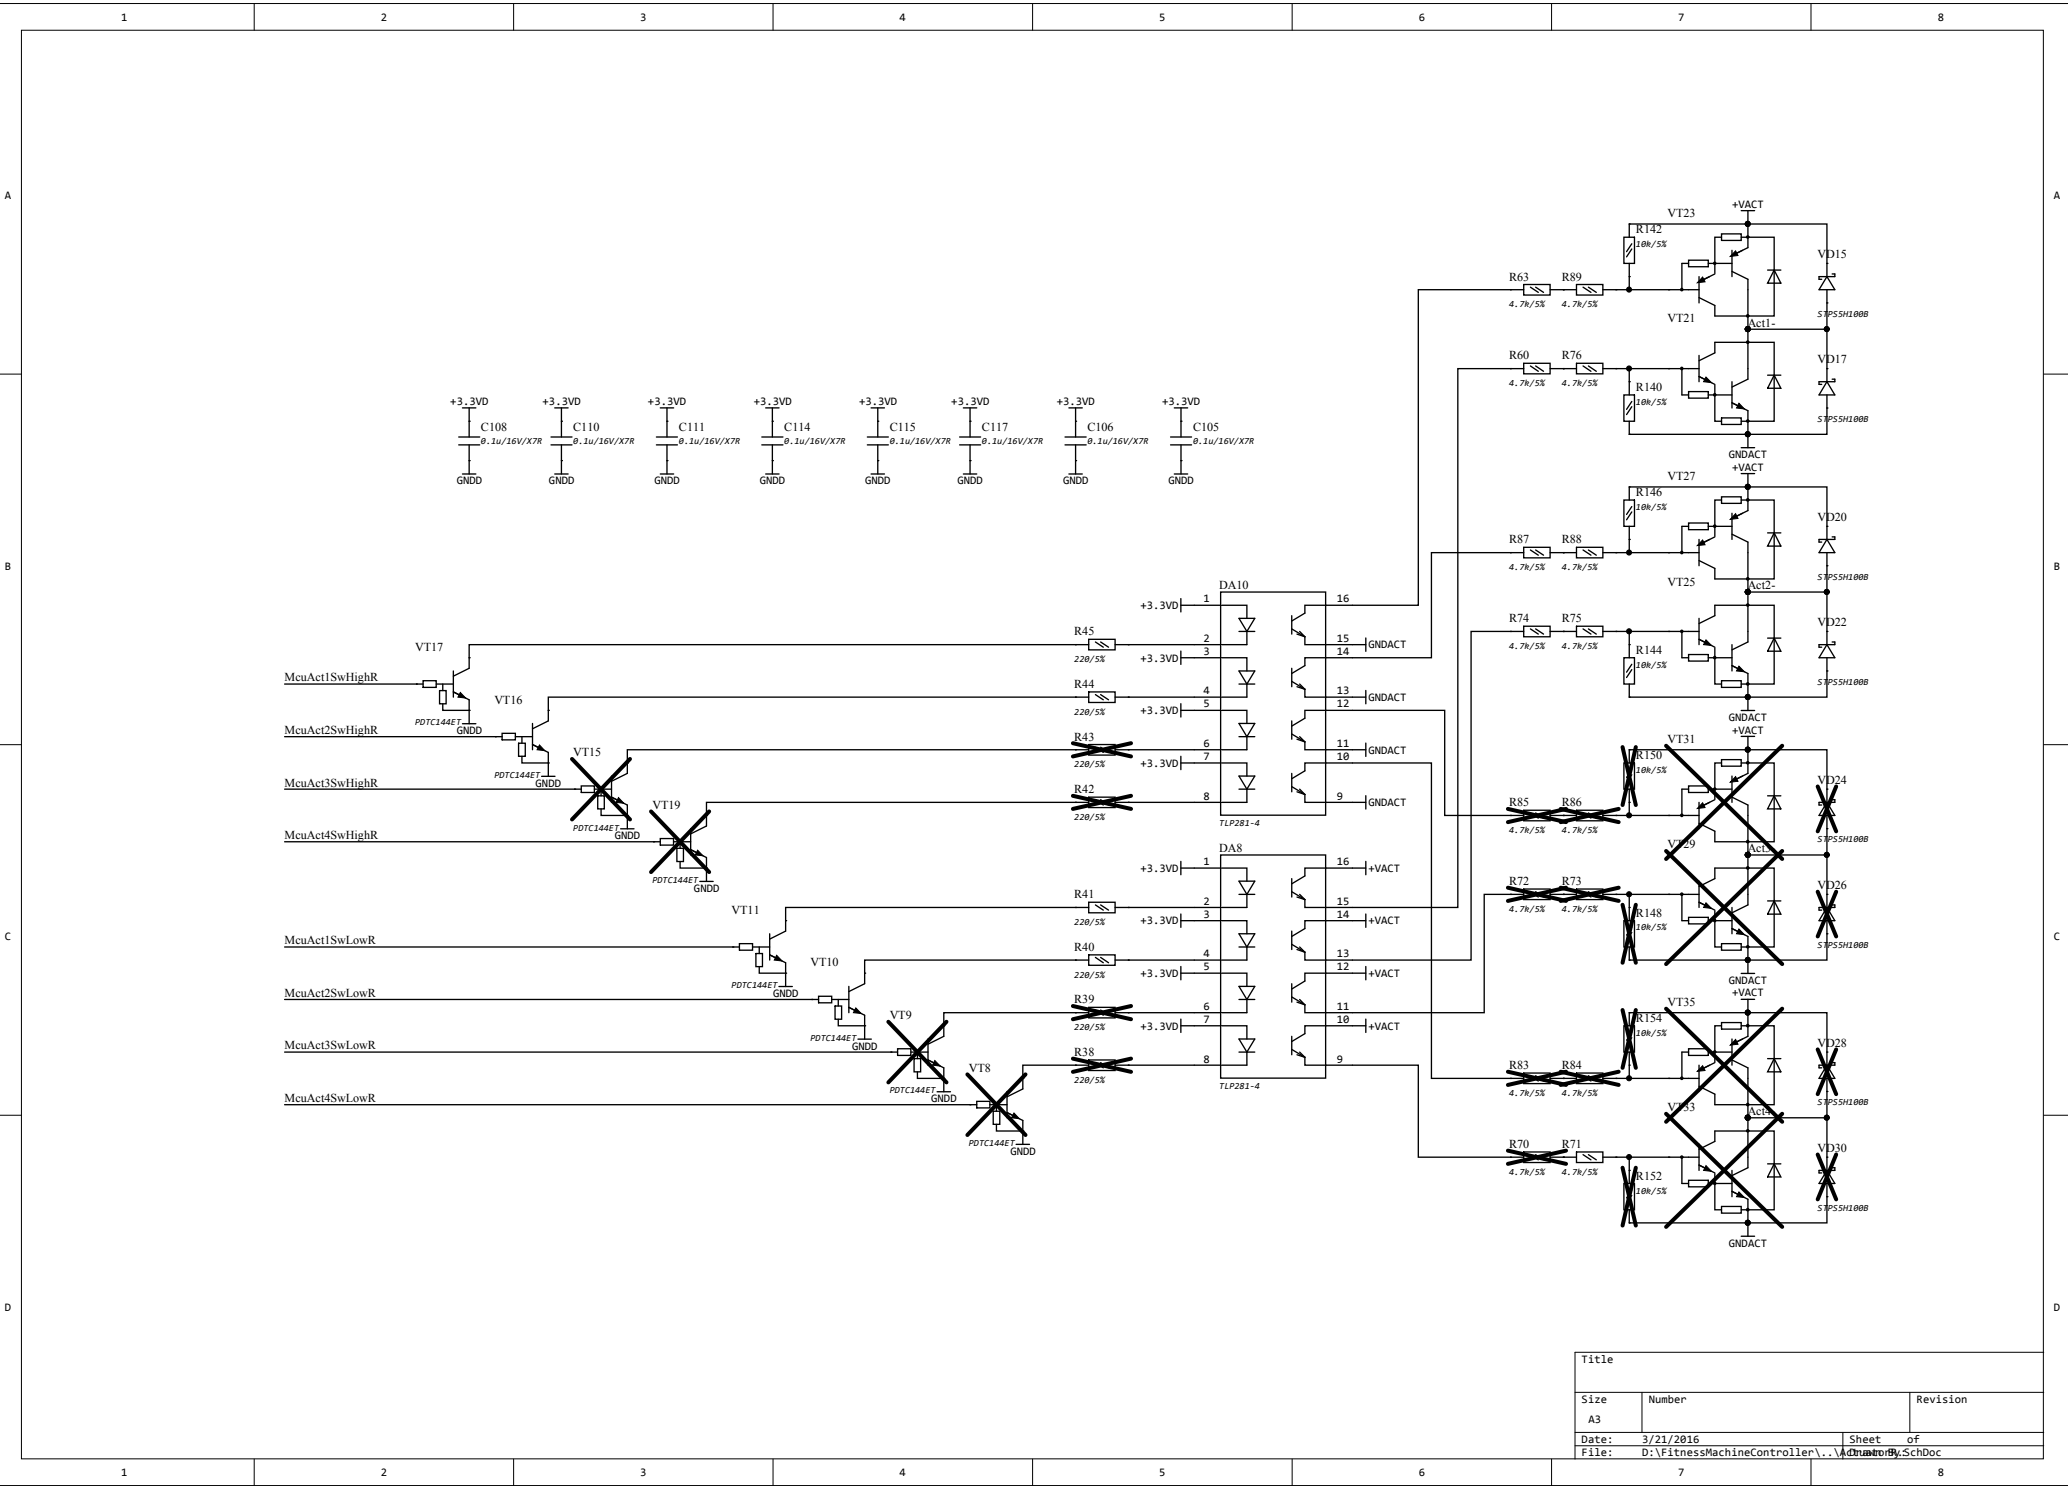 1 2 3 4 5 6 7 8
A A
+VACT
VT23
R142
10k/5%
VD15
R63 R89
4.7k/5% 4.7k/5%
STPS5H100B
VT21
Act1-
R60 R76
4.7k/5% 4.7k/5%
VD17
R140
10k/5%
STPS5H100B
GNDACT
+3.3VD +3.3VD +3.3VD +3.3VD +3.3VD +3.3VD +3.3VD +3.3VD
C108 C110 C111 C114 C115 C117 C106 C105
0.1u/16V/X7R 0.1u/16V/X7R 0.1u/16V/X7R 0.1u/16V/X7R 0.1u/16V/X7R 0.1u/16V/X7R 0.1u/16V/X7R 0.1u/16V/X7R
GNDD GNDD GNDD GNDD GNDD GNDD GNDD GNDD
+VACT
VT27
R146
10k/5%
VD20
B B
R87 R88
4.7k/5% 4.7k/5%
STPS5H100B
VT25
Act2-
R74 R75
4.7k/5% 4.7k/5%
VD22
R144
10k/5%
STPS5H100B
GNDACT
DA10
+3.3VD 1 16
R45
220/5%
2 15 GNDACT
+3.3VD 3 14
R44
220/5%
4 13 GNDACT
+3.3VD 5 12
R43
220/5%
6 11 GNDACT
+3.3VD 7 10
R42
220/5%
8 9 GNDACT
TLP281-4
VT17
McuAct1SwHighR
PDTC144ET
GNDD
VT16
McuAct2SwHighR
PDTC144ET
GNDD
VT15
McuAct3SwHighR
PDTC144ET
GNDD
VT19
McuAct4SwHighR
PDTC144ET
GNDD
+VACT
VT31
R150
10k/5%
VD24
R85 R86
4.7k/5% 4.7k/5%
STPS5H100B
VT29
Act3-
R72 R73
4.7k/5% 4.7k/5%
VD26
R148
10k/5%
STPS5H100B
GNDACT
DA8
+3.3VD 1 16 +VACT
R41
220/5%
2 15
+3.3VD 3 14 +VACT
R40
220/5%
4 13
+3.3VD 5 12 +VACT
R39
220/5%
6 11
+3.3VD 7 10 +VACT
R38
220/5%
8 9
TLP281-4
C C
VT11
McuAct1SwLowR
PDTC144ET
GNDD
VT10
McuAct2SwLowR
PDTC144ET
GNDD
VT9
McuAct3SwLowR
PDTC144ET
GNDD
VT8
McuAct4SwLowR
PDTC144ET
GNDD
+VACT
VT35
R154
10k/5%
VD28
R83 R84
4.7k/5% 4.7k/5%
STPS5H100B
VT33
Act4
R70 R71
4.7k/5% 4.7k/5%
VD30
R152
10k/5%
STPS5H100B
GNDACT
D D
Title
Size Number Revision
A3
Date: 3/21/2016 Sheet of
File: D:\FitnessMachineController\..\
1 2 3 4 5 6 7 8